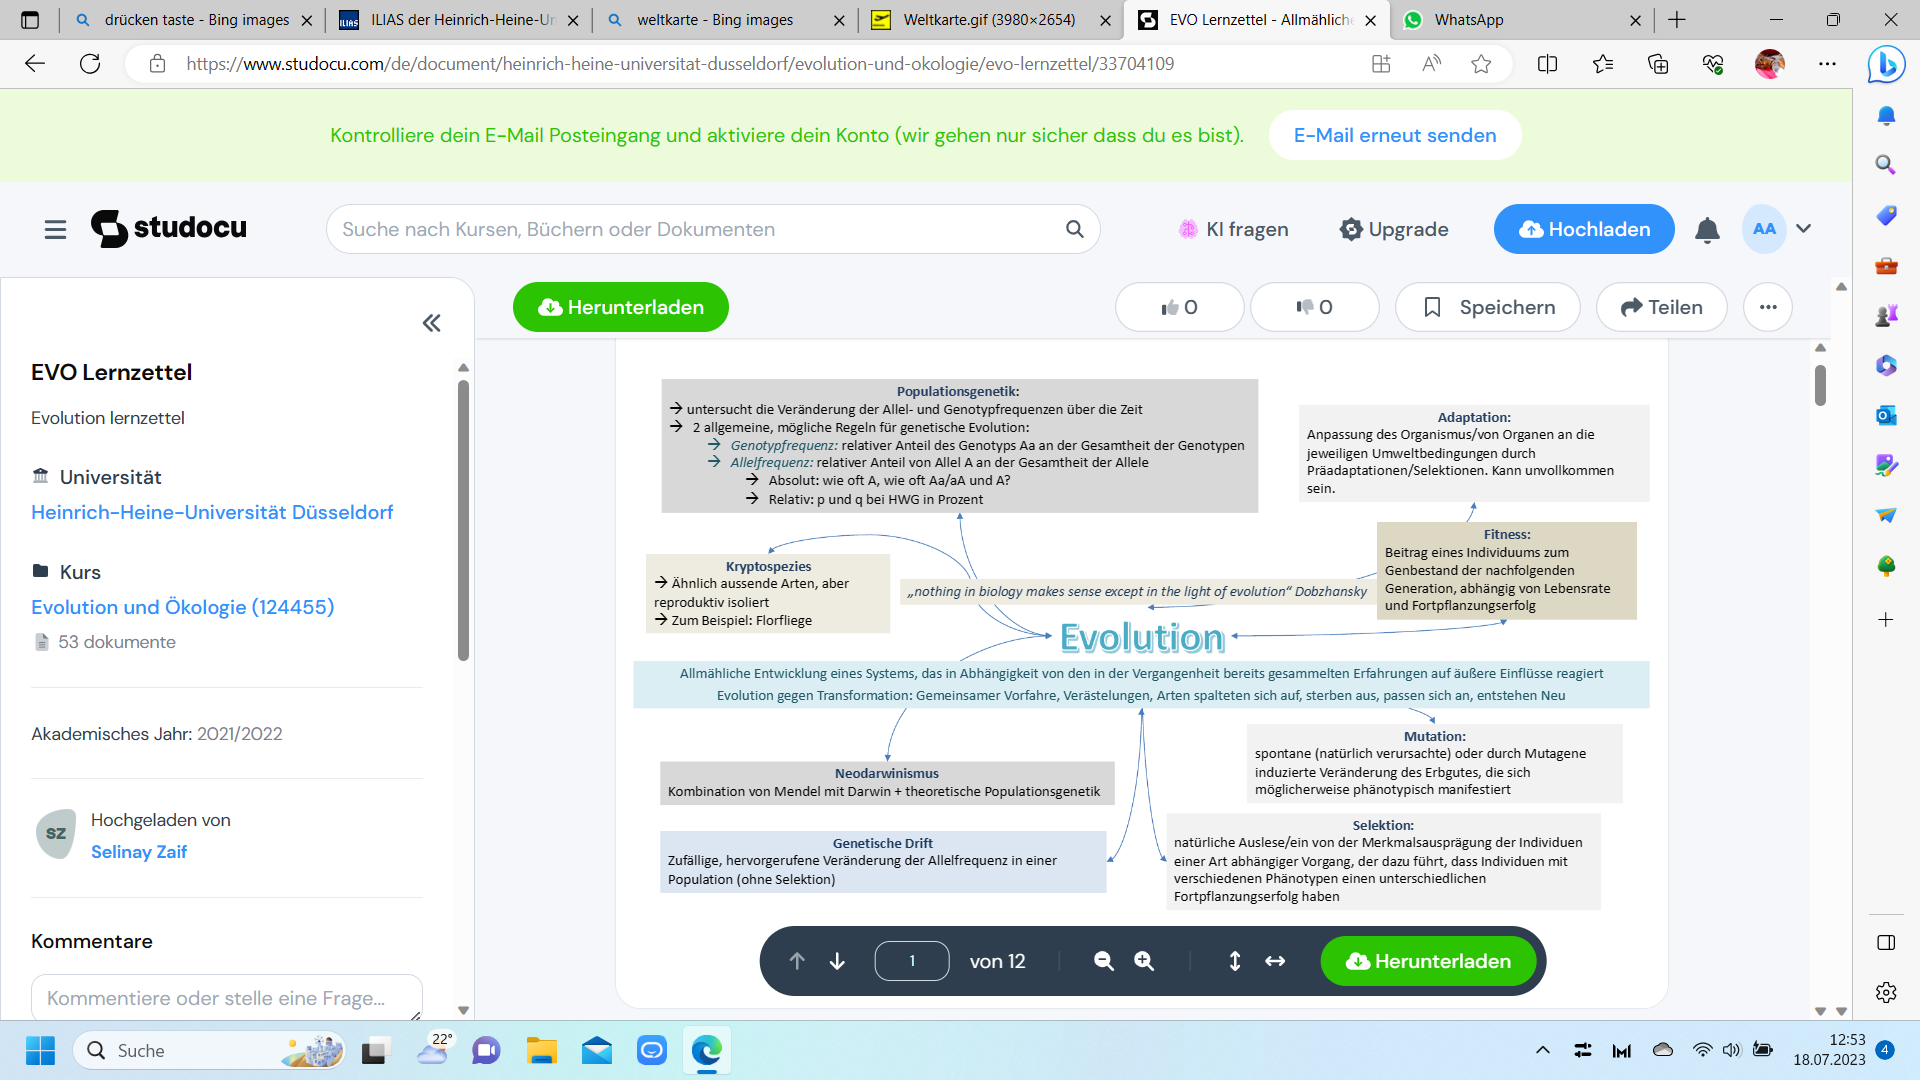 drücken taste - Bing images
ILIAS der Heinrich-Heine-Un
weltkarte - Bing images
Weltkarte.gif (3980×2654)
EVO Lernzettel - Allmähliche
WhatsApp
https://www.studocu.com/de/document/heinrich-heine-universitat-dusseldorf/evolution-und-okologie/evo-lernzettel/33704109
Kontrolliere dein E-Mail Posteingang und aktiviere dein Konto (wir gehen nur sicher dass du es bist).
E-Mail erneut senden
studocu
Suche nach Kursen, Büchern oder Dokumenten
KI fragen
Upgrade
Hochladen
AA
Herunterladen
0
0
Speichern
Teilen
EVO Lernzettel
Evolution lernzettel
Universität
Heinrich-Heine-Universität Düsseldorf
Kurs
Evolution und Ökologie (124455)
53 dokumente
Akademisches Jahr: 2021/2022
SZ
Hochgeladen von
Selinay Zaif
Kommentare
Kommentiere oder stelle eine Frage...
Populationsgenetik:
→ untersucht die Veränderung der Allel- und Genotypfrequenzen über die Zeit
→ 2 allgemeine, mögliche Regeln für genetische Evolution:
→ Genotypfrequenz: relativer Anteil des Genotyps Aa an der Gesamtheit der Genotypen
→ Allelfrequenz: relativer Anteil von Allel A an der Gesamtheit der Allele
→ Absolut: wie oft A, wie oft Aa/aA und A?
→ Relativ: p und q bei HWG in Prozent
Adaptation:
Anpassung des Organismus/von Organen an die
jeweiligen Umweltbedingungen durch
Präadaptationen/Selektionen. Kann unvollkommen
sein.
Fitness:
Beitrag eines Individuums zum
Genbestand der nachfolgenden
Generation, abhängig von Lebensrate
und Fortpflanzungserfolg
Kryptospezies
→ Ähnlich aussende Arten, aber
reproduktiv isoliert
→ Zum Beispiel: Florfliege
„nothing in biology makes sense except in the light of evolution“ Dobzhansky
Evolution
Allmähliche Entwicklung eines Systems, das in Abhängigkeit von den in der Vergangenheit bereits gesammelten Erfahrungen auf äußere Einflüsse reagiert
Evolution gegen Transformation: Gemeinsamer Vorfahre, Verästelungen, Arten spalteten sich auf, sterben aus, passen sich an, entstehen Neu
Mutation:
spontane (natürlich verursachte) oder durch Mutagene
induzierte Veränderung des Erbgutes, die sich
möglicherweise phänotypisch manifestiert
Neodarwinismus
Kombination von Mendel mit Darwin + theoretische Populationsgenetik
Genetische Drift
Zufällige, hervorgerufene Veränderung der Allelfrequenz in einer
Population (ohne Selektion)
Selektion:
natürliche Auslese/ein von der Merkmalsausprägung der Individuen
einer Art abhängiger Vorgang, der dazu führt, dass Individuen mit
verschiedenen Phänotypen einen unterschiedlichen
Fortpflanzungserfolg haben
1
von 12
Herunterladen
Suche
22°
12:53
18.07.2023
4